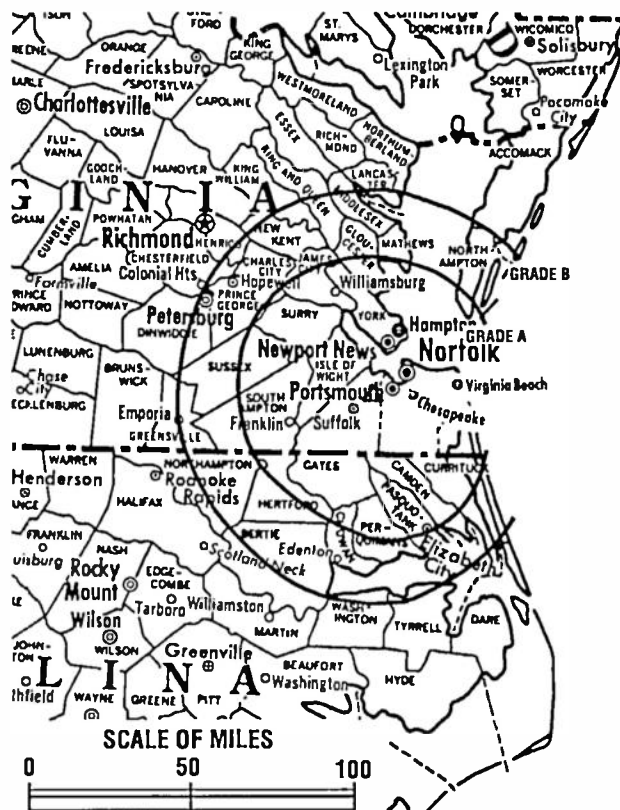 Cambridge
ST. MARYS
DORCHESTER
WICOMICO
Solisbury
ORANGE
KING GEORGE
Fredericksburg
SPOTSYLVANIA
Lexington Park
SOMERSET
WORCESTER
Charlottesville
CAROLINE
WESTMORELAND
Pocomoke City
LOUISA
ESSEX
RICHMOND
NORTHUMBERLAND
ACCOMACK
FLUVANNA
GOOCHLAND
HANOVER
KING WILLIAM
KING AND QUEEN
LANCASTER
G I N I A
CUMBERLAND
POWHATAN
Richmond
HENRICO
NEW KENT
MIDDLESEX
GLOUCESTER
MATHEWS
NORTHAMPTON
GRADE B
AMELIA
CHESTERFIELD
Colonial Hts.
CHARLES CITY
JAMES CITY
Farmville
Hopewell
Williamsburg
PRINCE EDWARD
NOTTOWAY
Petersburg
PRINCE GEORGE
DINWIDDIE
SURRY
YORK
Hampton
GRADE A
LUNENBURG
BRUNSWICK
SUSSEX
Newport News
ISLE OF WIGHT
Norfolk
Chase City
MECKLENBURG
SOUTHAMPTON
Portsmouth
Virginia Beach
Emporia
Franklin
Suffolk
Chesapeake
GREENSVILLE
WARREN
Henderson
NORTHAMPTON
Roanoke Rapids
GATES
CAMDEN
CURRITUCK
VANCE
HALIFAX
HERTFORD
PASQUOTANK
FRANKLIN
BERTIE
CHOWAN
PERQUIMANS
Elizabeth City
NASH
Scotland Neck
Edenton
Rocky Mount
EDGECOMBE
Tarboro
Williamston
WASHINGTON
TYRRELL
DARE
Wilson
WILSON
MARTIN
Greenville
BEAUFORT
HYDE
L I N A
Washington
WAYNE
GREENE
PITT
SCALE OF MILES
0 50 100